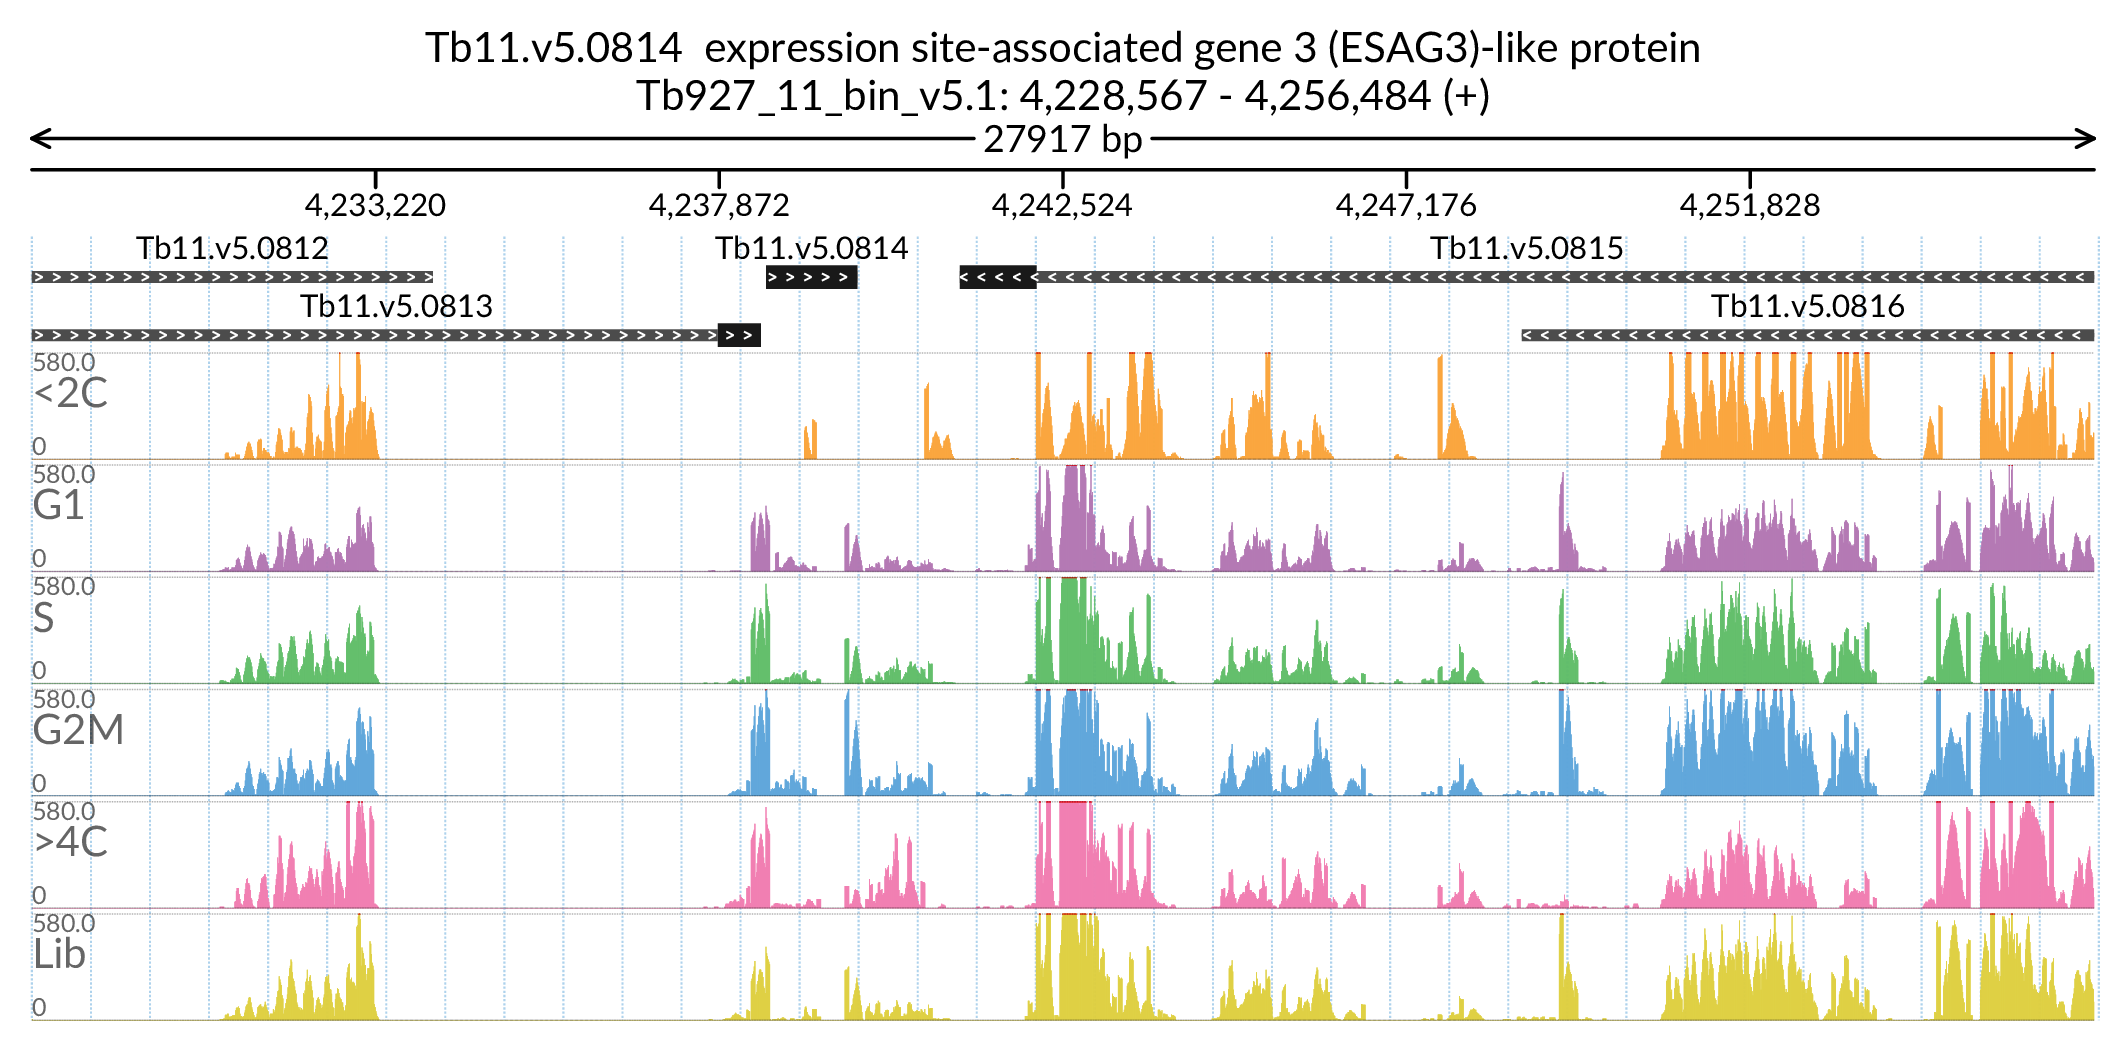 Tb11.v5.0814 expression site-associated gene 3 (ESAG3)-like protein
Tb927_11_bin_v5.1: 4,228,567 - 4,256,484 (+)
27917 bp
4,233,220 4,237,872 4,242,524 4,247,176 4,251,828
Tb11.v5.0812 Tb11.v5.0814 Tb11.v5.0815
Tb11.v5.0813 Tb11.v5.0816
580.0
<2C
0
580.0
G1
0
580.0
S
0
580.0
G2M
0
580.0
>4C
0
580.0
Lib
0